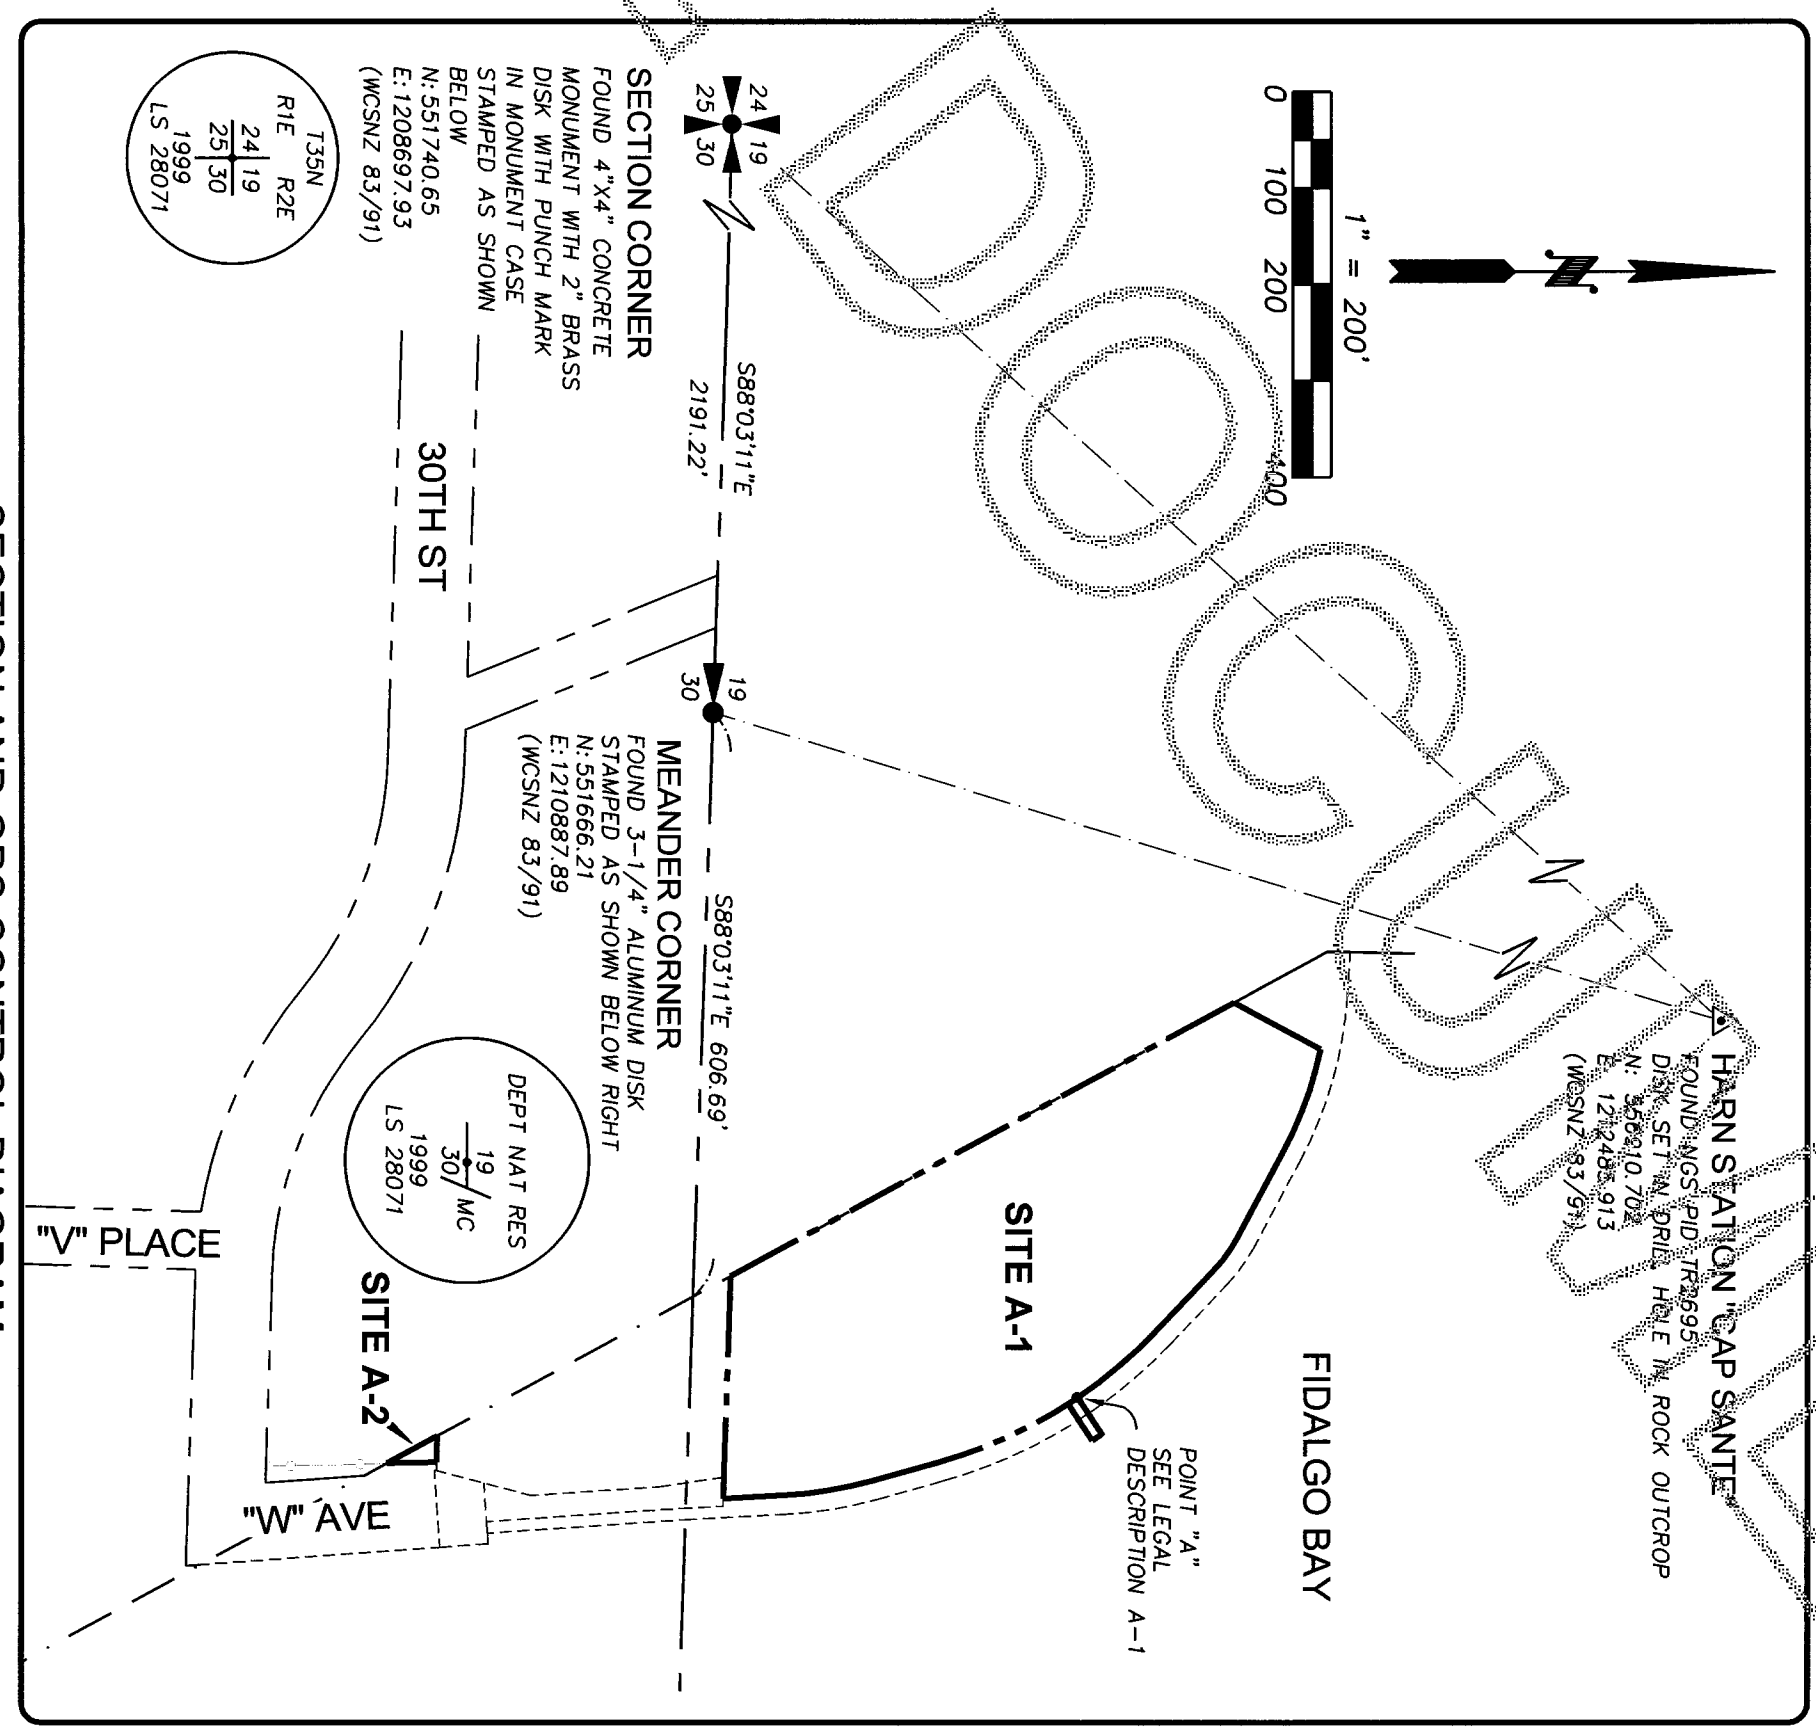 HARN STATION "CAP SANTE"
FOUND NGS PID TR2695
DISK SET IN DRILL HOLE IN ROCK OUTCROP
N: 556210.702
E: 1212485.913
(WCSNZ 83/91)
1" = 200'
0 100 200 400
FIDALGO BAY
POINT "A"
SEE LEGAL
DESCRIPTION A-1
SITE A-1
24 19
25 30
S88°03'11"E
2191.22'
19
30
S88°03'11"E 606.69'
SECTION CORNER
FOUND 4"X4" CONCRETE
MONUMENT WITH 2" BRASS
DISK WITH PUNCH MARK
IN MONUMENT CASE
STAMPED AS SHOWN
BELOW
N:551740.65
E:1208697.93
(WCSNZ 83/91)
MEANDER CORNER
FOUND 3-1/4" ALUMINUM DISK
STAMPED AS SHOWN BELOW RIGHT
N:551666.21
E:1210887.89
(WCSNZ 83/91)
DEPT NAT RES
19
30 MC
1999
LS 28071
30TH ST
SITE A-2
T35N
R1E R2E
24 19
25 30
1999
LS 28071
"V" PLACE
"W" AVE
DOCUM